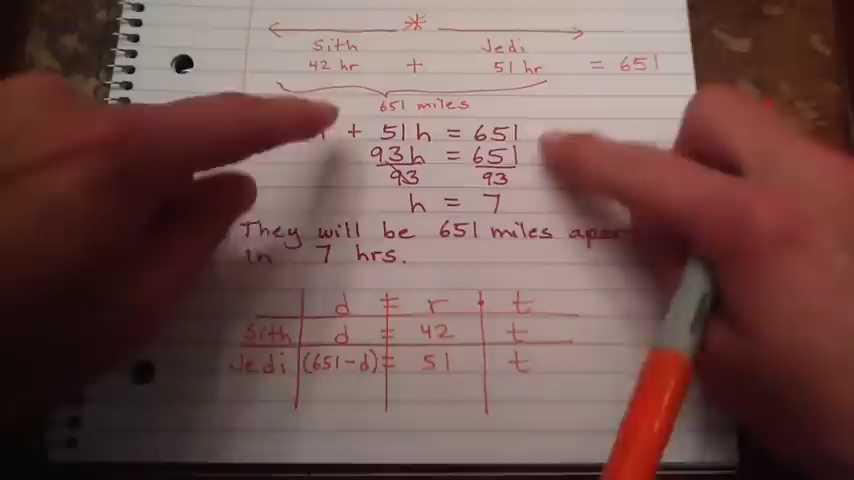 Sith Jedi
42 hr + 51 hr = 651
651 miles
+ 51h = 651
93h = 651
93 93
h = 7
They will be 651 miles
in 7 hrs.
d = r · t
Sith d = 42 t
Jedi (651-d) = 51 t